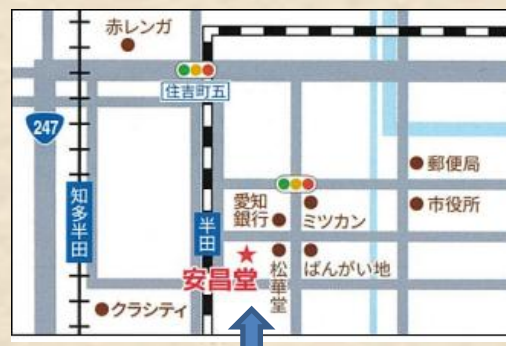 赤レンガ
住吉町五
247
郵便局
知多半田
半田
愛知
銀行
ミツカン
市役所
安昌堂
松華堂
ばんがい地
クラシティ